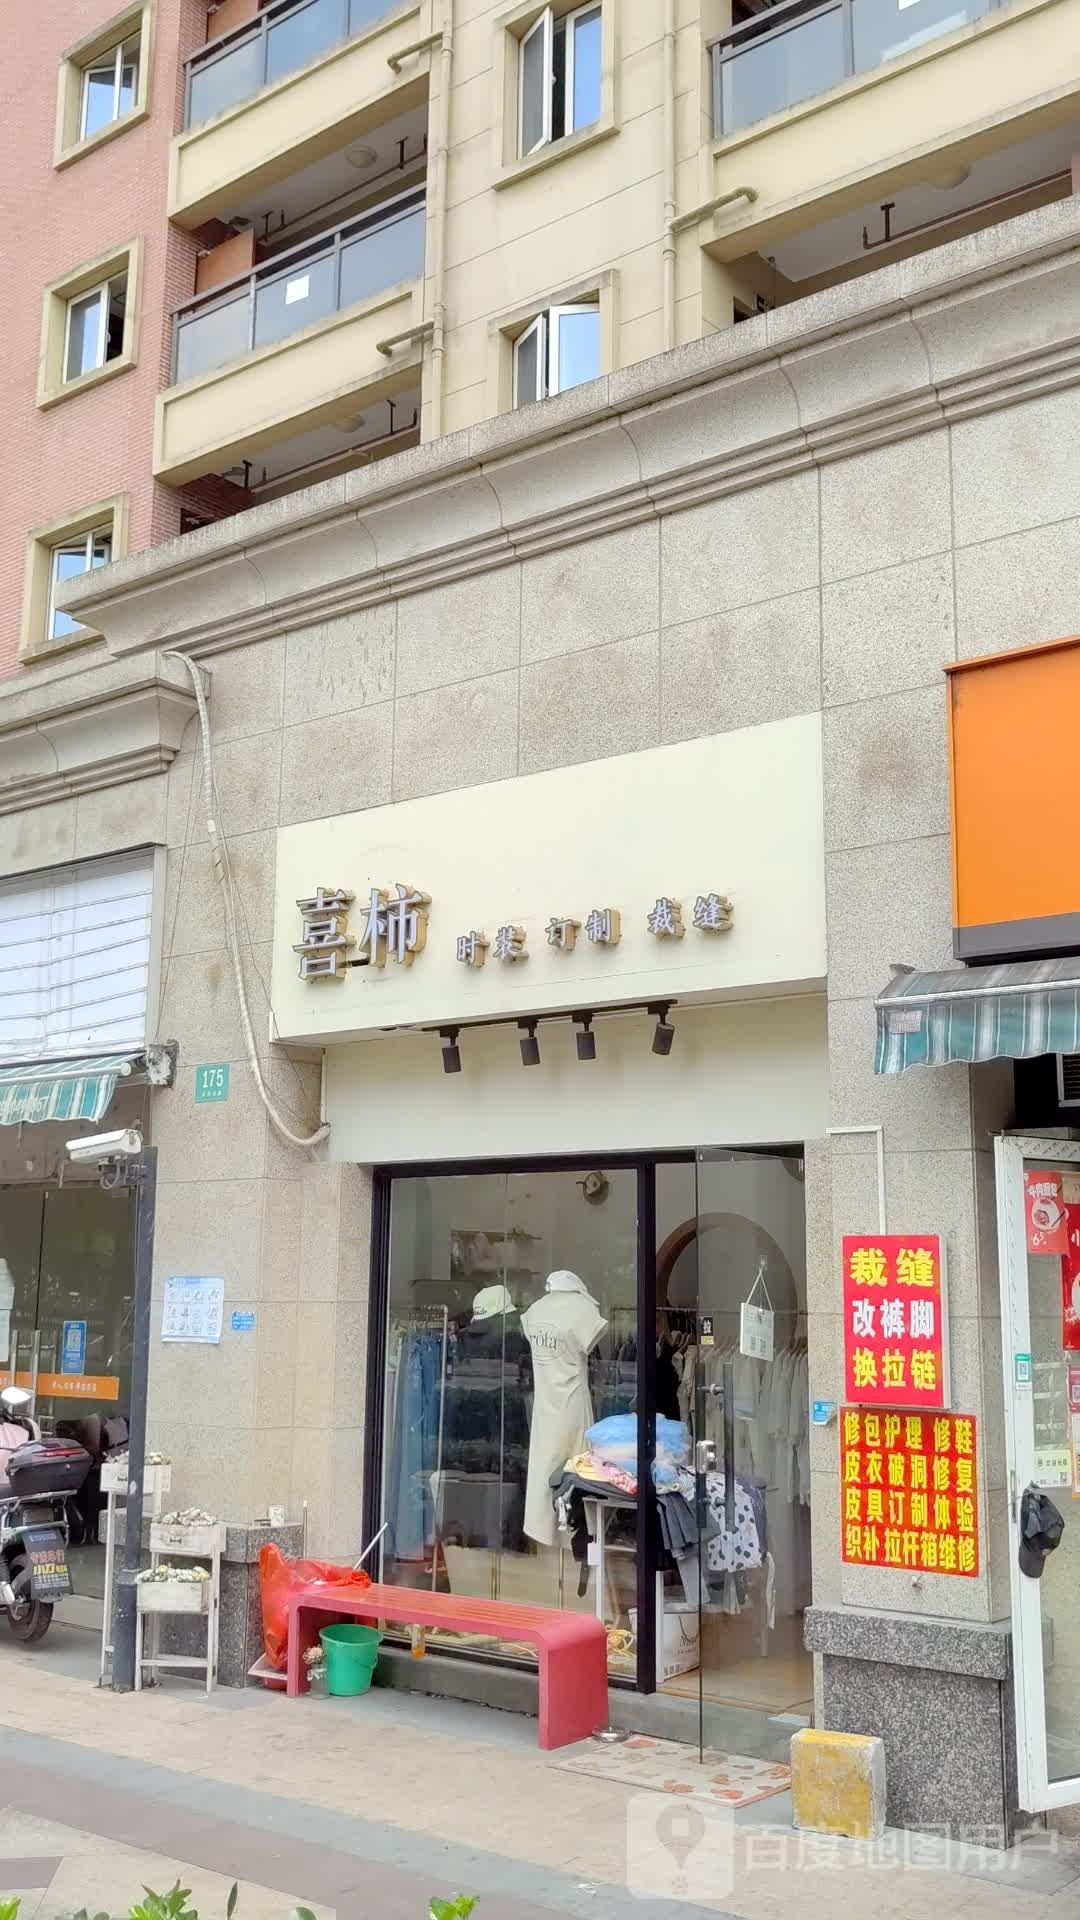 喜柿 时装 订制 裁缝
175
róta
拉
裁缝
改裤脚
换拉链
修包护理 修鞋
皮衣破洞修复
皮具订制体验
织补拉杆箱维修
百度地图用户